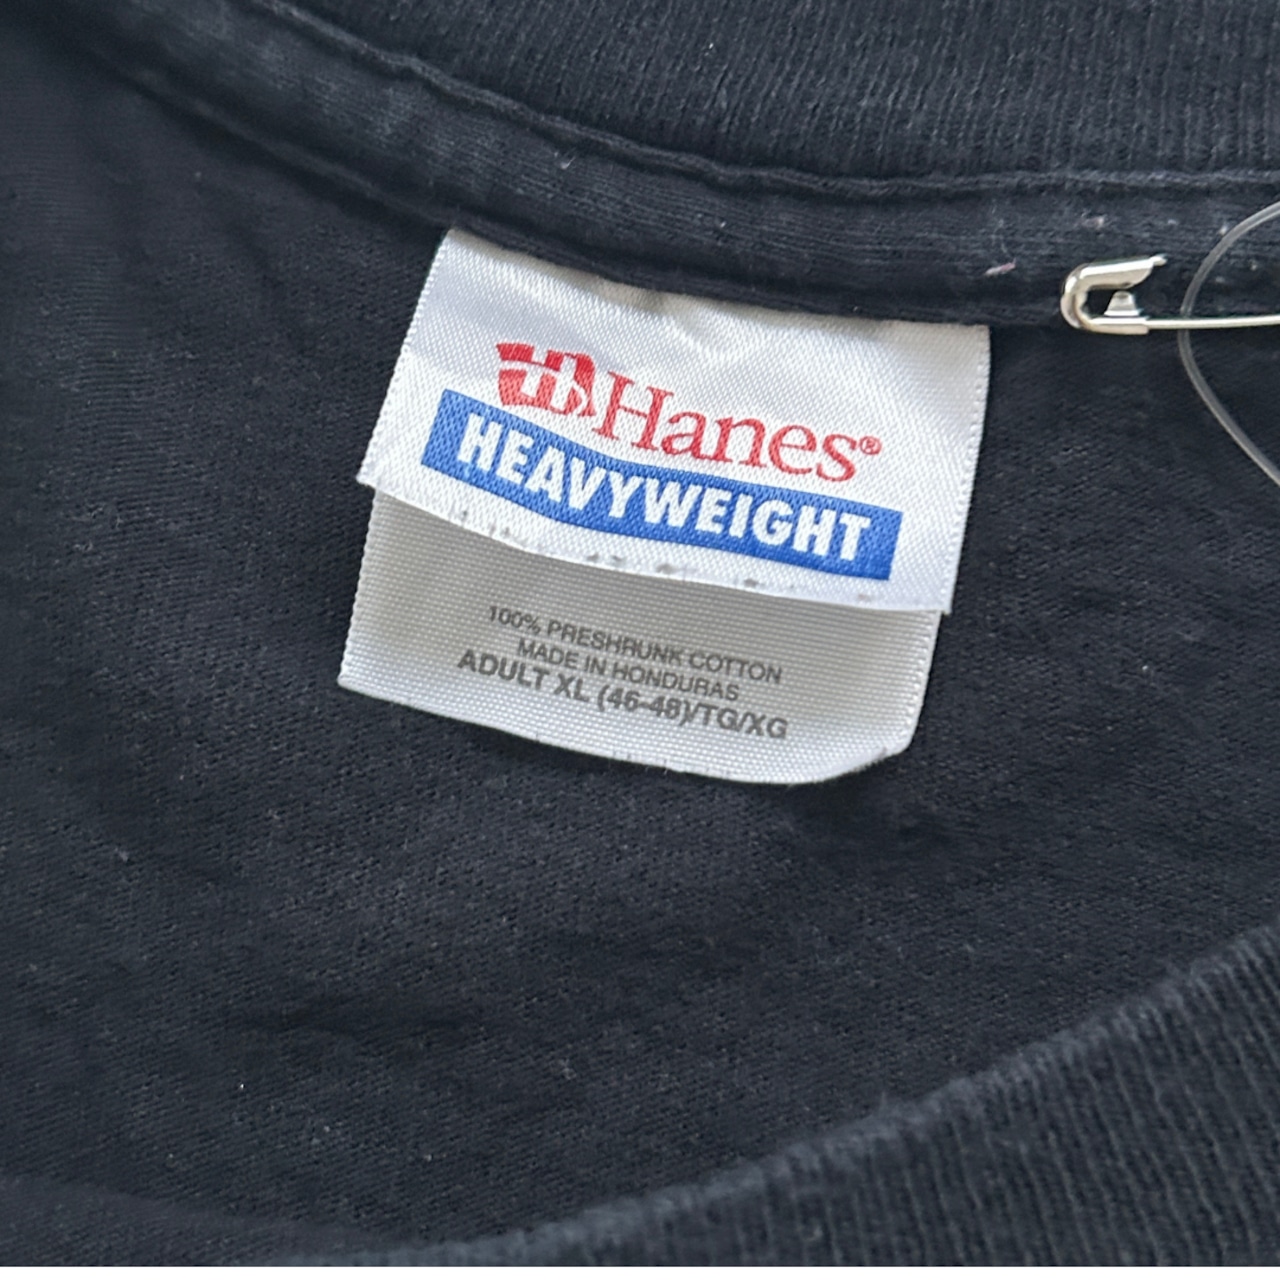 Hanes®
HEAVYWEIGHT
100% PRESHRUNK COTTON
MADE IN HONDURAS
ADULT XL (46-48)/TG/XG